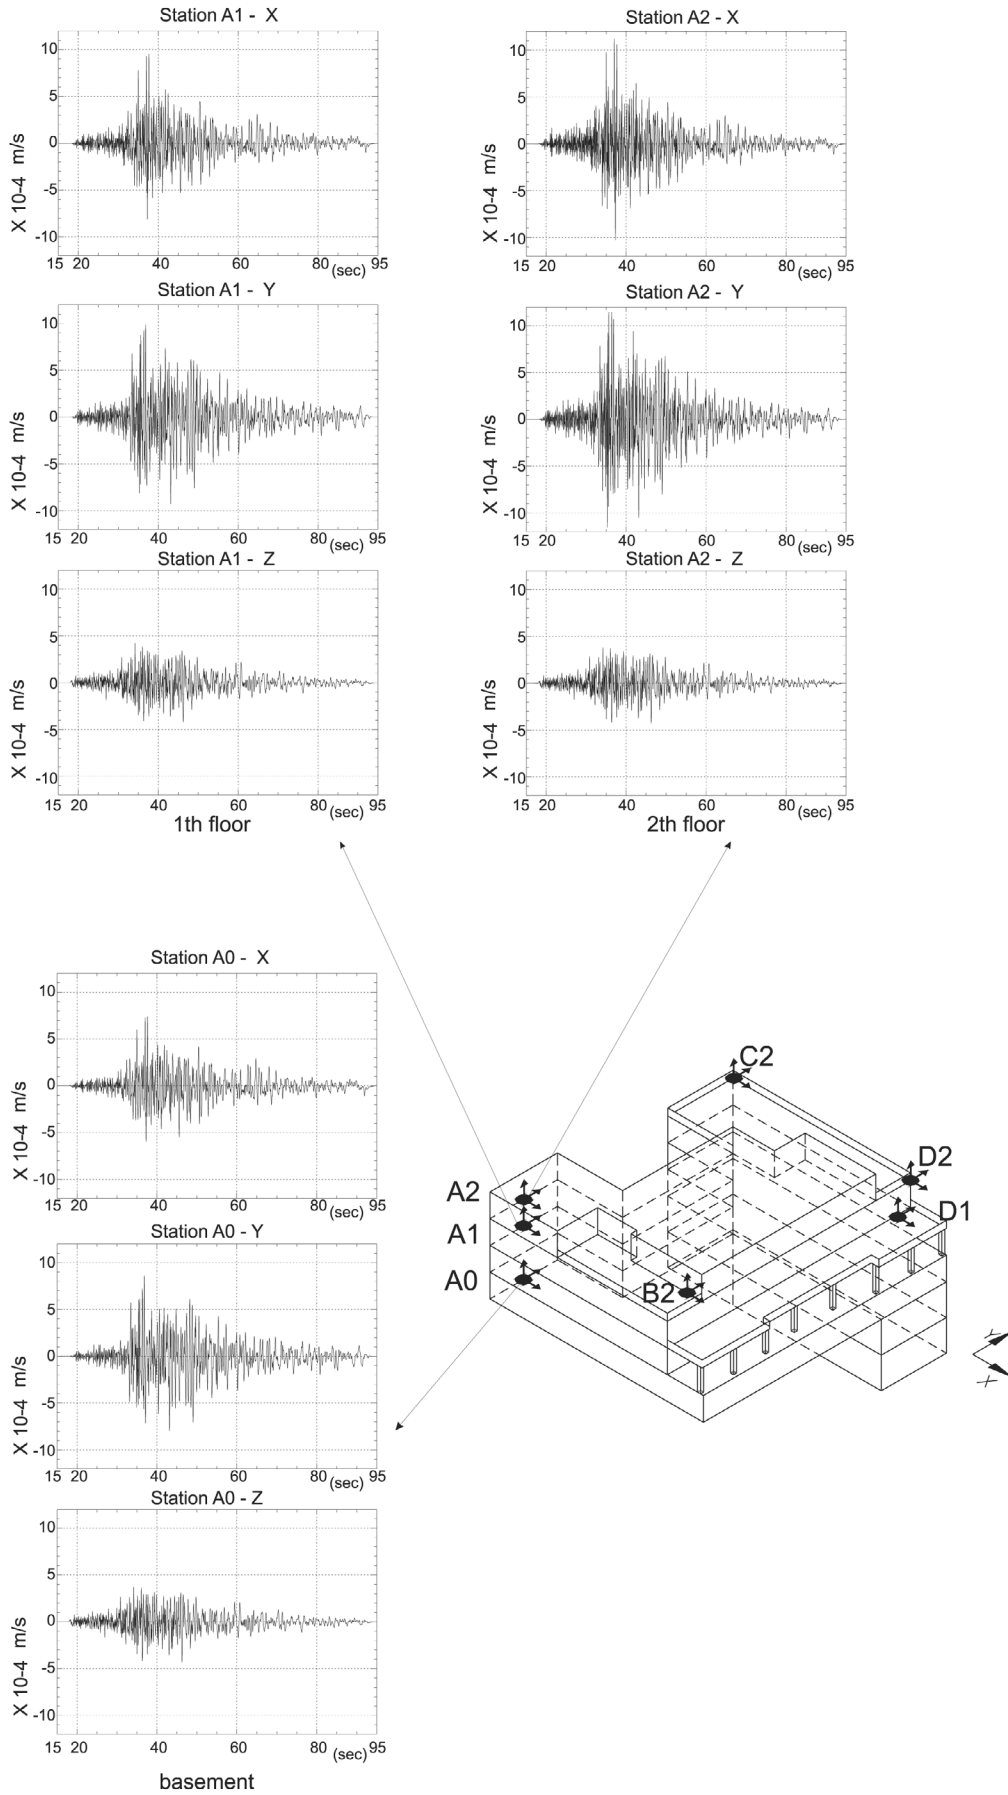 Station A1 - X
X 10-4 m/s
10
5
0
-5
-10
15 20 40 60 80 (sec) 95
Station A2 - X
X 10-4 m/s
10
5
0
-5
-10
15 20 40 60 80 (sec) 95
Station A1 - Y
X 10-4 m/s
10
5
0
-5
-10
15 20 40 60 80 (sec) 95
Station A2 - Y
X 10-4 m/s
10
5
0
-5
-10
15 20 40 60 80 (sec) 95
Station A1 - Z
X 10-4 m/s
10
5
0
-5
-10
15 20 40 60 80 (sec) 95
1th floor
Station A2 - Z
X 10-4 m/s
10
5
0
-5
-10
15 20 40 60 80 (sec) 95
2th floor
Station A0 - X
X 10-4 m/s
10
5
0
-5
-10
15 20 40 60 80 (sec) 95
Station A0 - Y
X 10-4 m/s
10
5
0
-5
-10
15 20 40 60 80 (sec) 95
Station A0 - Z
X 10-4 m/s
10
5
0
-5
-10
15 20 40 60 80 (sec) 95
basement
C2
D2
A2
D1
A1
A0
B2
Y
X